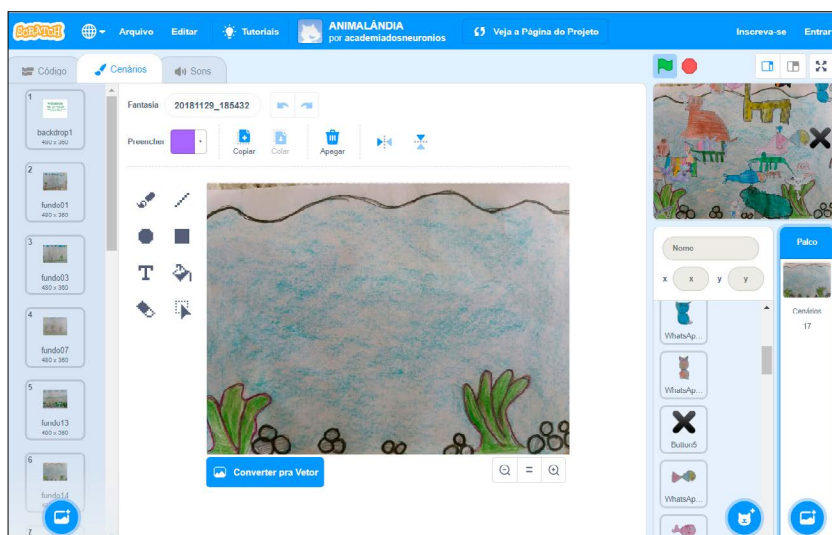 SCRATCH
Arquivo
Editar
Tutoriais
ANIMALÂNDIA
por academiadosneuronios
Veja a Página do Projeto
Inscreva-se
Entrar
Código
Cenários
Sons
1
backdrop1
480 x 360
2
fundo01
480 x 360
3
fundo03
480 x 360
4
fundo07
480 x 360
5
fundo13
480 x 360
6
fundo14
7
Fantasia
20181129_185432
Preencher
Copiar
Colar
Apagar
T
Converter pra Vetor
Nome
x
x
y
y
WhatsAp...
WhatsAp...
Button5
WhatsAp...
Palco
Cenários
17